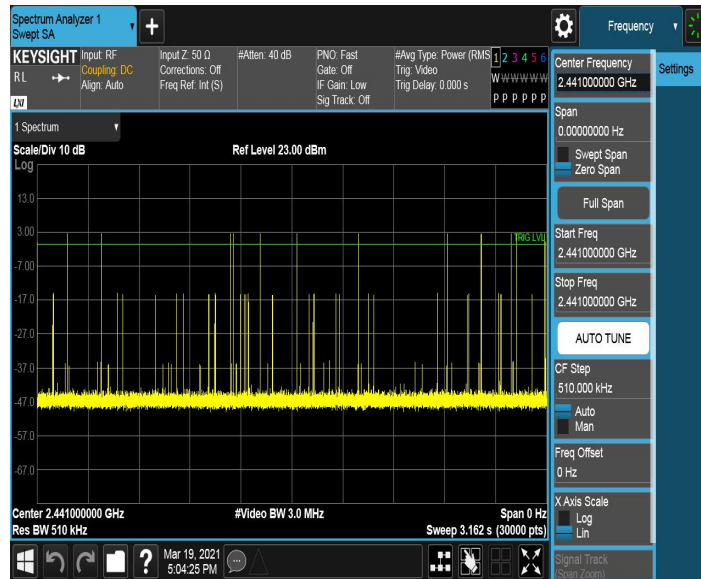 Spectrum Analyzer 1
Swept SA
+
Frequency
KEYSIGHT
RL
LXI
Input: RF
Coupling: DC
Align: Auto
Input Z: 50 Ω
Corrections: Off
Freq Ref: Int (S)
#Atten: 40 dB
PNO: Fast
Gate: Off
IF Gain: Low
Sig Track: Off
#Avg Type: Power (RMS
Trig: Video
Trig Delay: 0.000 s
1 2 3 4 5 6
W W W W W W
P P P P P P
1 Spectrum
Scale/Div 10 dB
Ref Level 23.00 dBm
Log
13.0
3.00
-7.00
-17.0
-27.0
-37.0
-47.0
-57.0
-67.0
TRIG LVL
Center 2.441000000 GHz
#Video BW 3.0 MHz
Span 0 Hz
Res BW 510 kHz
Sweep 3.162 s (30000 pts)
?
Mar 19, 2021
5:04:25 PM
Center Frequency
2.441000000 GHz
Settings
Span
0.00000000 Hz
Swept Span
Zero Span
Full Span
Start Freq
2.441000000 GHz
Stop Freq
2.441000000 GHz
AUTO TUNE
CF Step
510.000 kHz
Auto
Man
Freq Offset
0 Hz
X Axis Scale
Log
Lin
Signal Track
(Span Zoom)